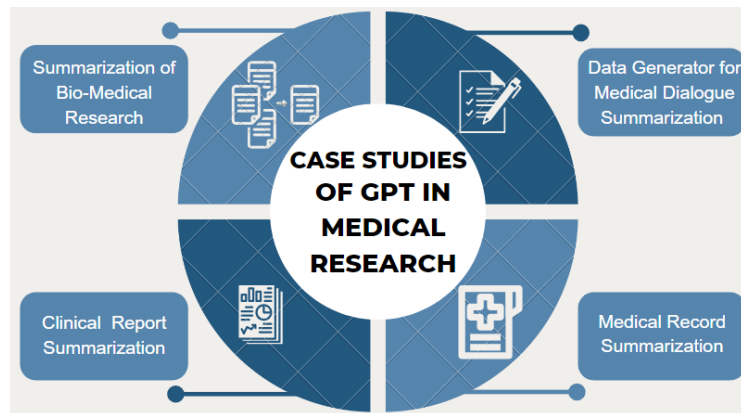 Summarization of
Bio-Medical
Research
Data Generator for
Medical Dialogue
Summarization
CASE STUDIES
OF GPT IN
MEDICAL
RESEARCH
Clinical Report
Summarization
Medical Record
Summarization